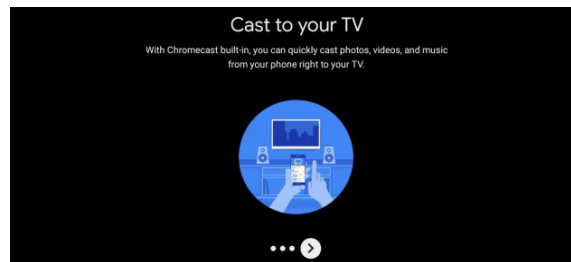 Cast to your TV
With Chromecast built-in, you can quickly cast photos, videos, and music
from your phone right to your TV.